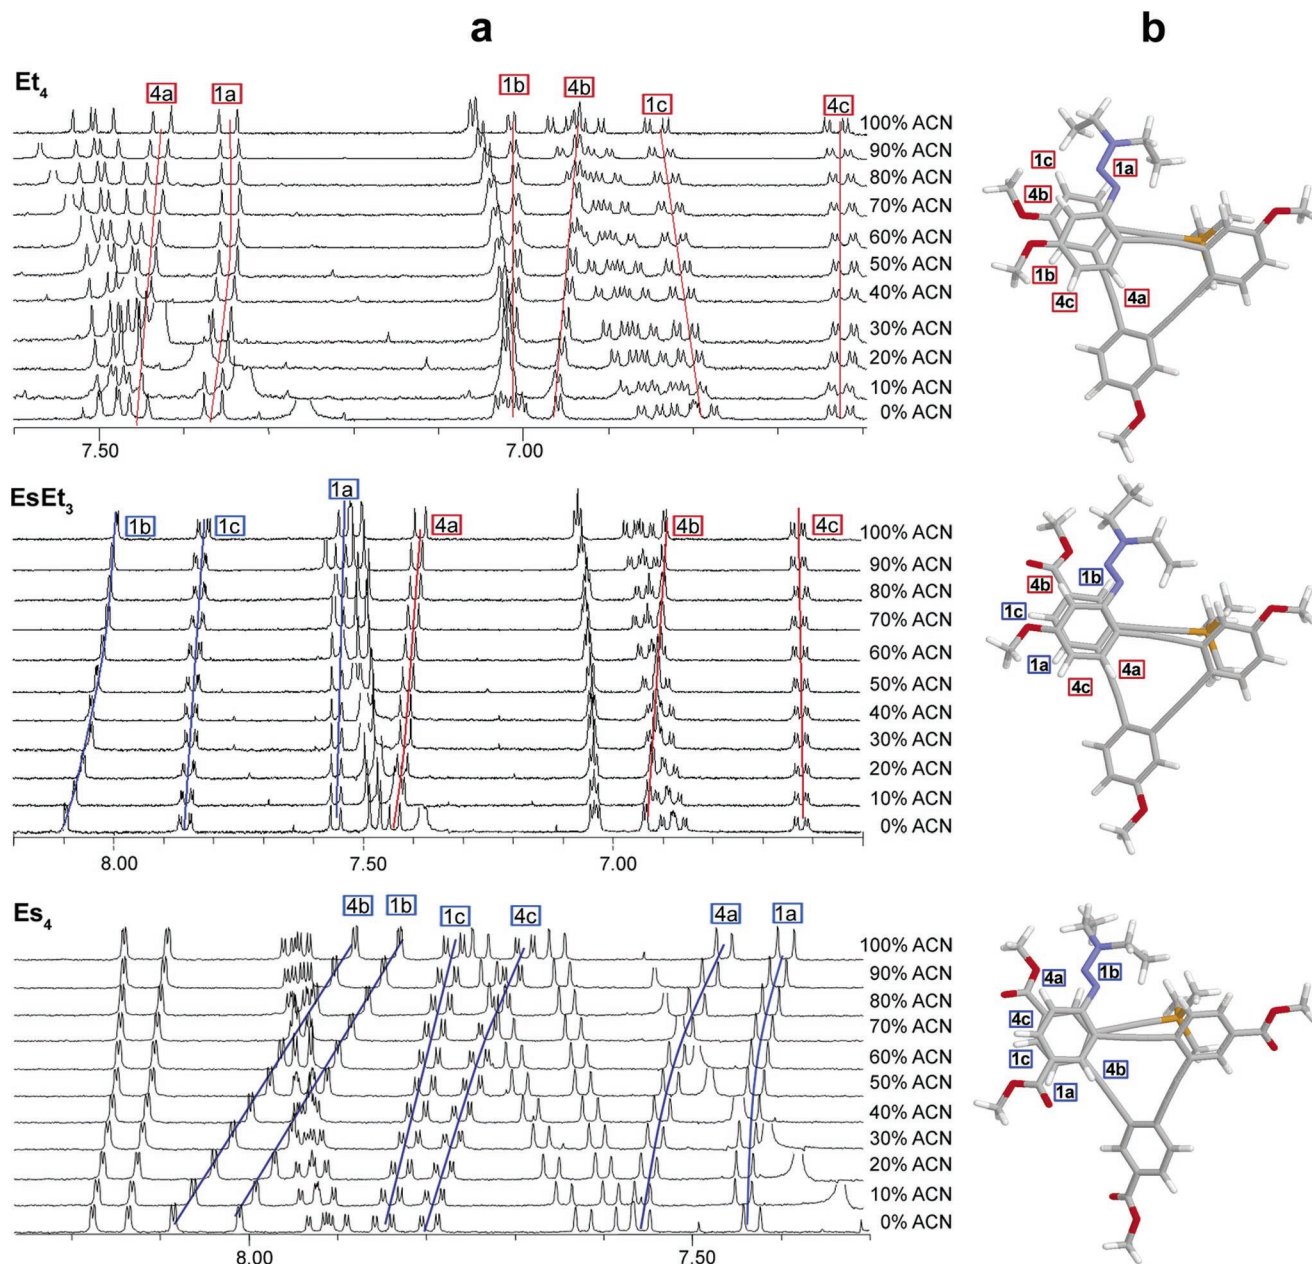 a
b
Et4
4a
1a
1b
4b
1c
4c
100% ACN
90% ACN
80% ACN
70% ACN
60% ACN
50% ACN
40% ACN
30% ACN
20% ACN
10% ACN
0% ACN
7.50
7.00
1c
1a
4b
1b
4c
4a
EsEt3
1b
1c
1a
4a
4b
4c
100% ACN
90% ACN
80% ACN
70% ACN
60% ACN
50% ACN
40% ACN
30% ACN
20% ACN
10% ACN
0% ACN
8.00
7.50
7.00
4b
1b
1c
1a
4a
4c
Es4
4b
1b
1c
4c
4a
1a
100% ACN
90% ACN
80% ACN
70% ACN
60% ACN
50% ACN
40% ACN
30% ACN
20% ACN
10% ACN
0% ACN
8.00
7.50
4a
1b
4c
1c
1a
4b